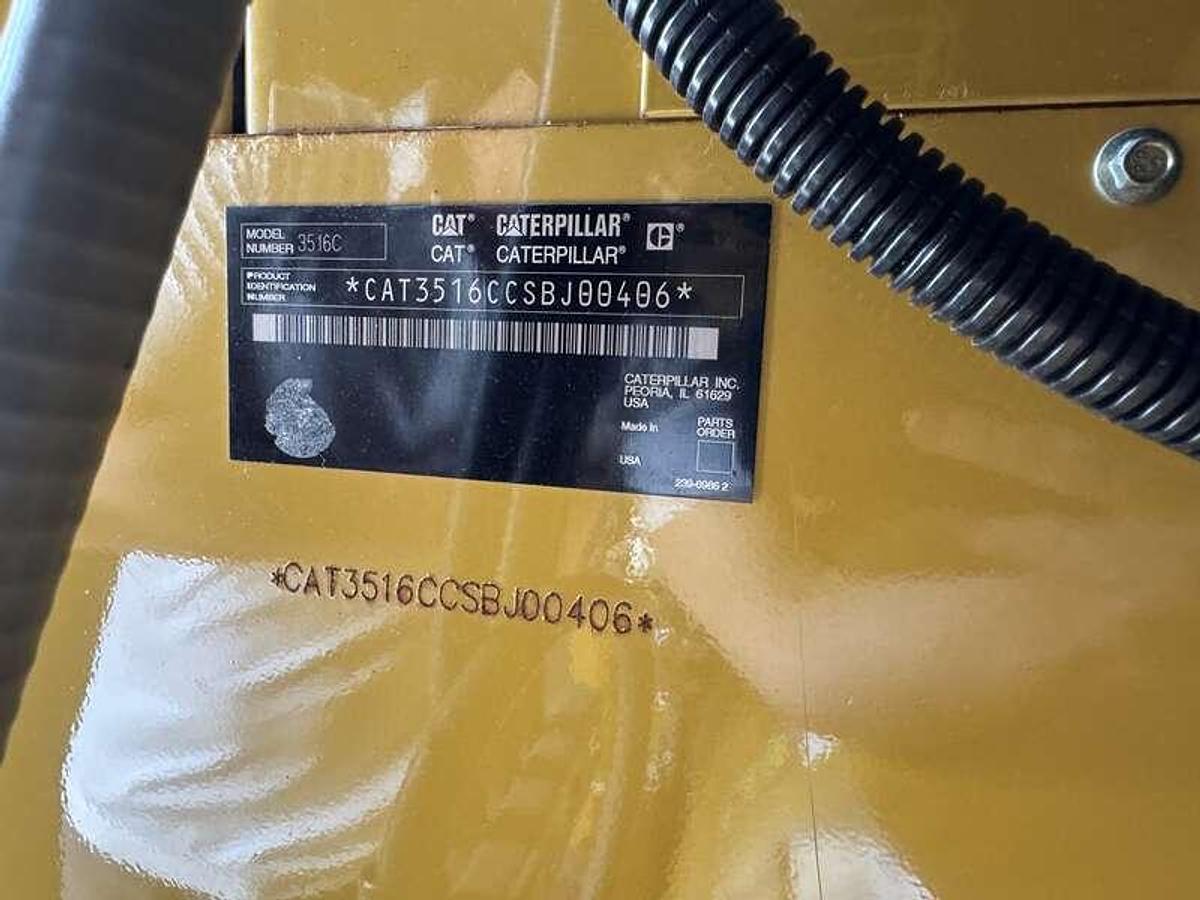 MODEL
NUMBER 3516C
CAT® CATERPILLAR® ®
CAT® CATERPILLAR®
PRODUCT
IDENTIFICATION
NUMBER
*CAT3516CCSBJ00406*
CATERPILLAR INC.
PEORIA, IL 61629
USA
Made in
USA
PARTS
ORDER
239-6986 2
*CAT3516CCSBJ00406*